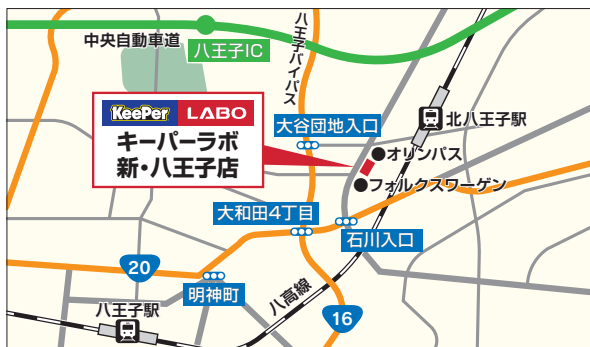 中央自動車道
八王子IC
八王子バイパス
KeePer LABO
キーパーラボ
新・八王子店
大谷団地入口
北八王子駅
オリンパス
フォルクスワーゲン
大和田4丁目
石川入口
20
明神町
八高線
16
八王子駅